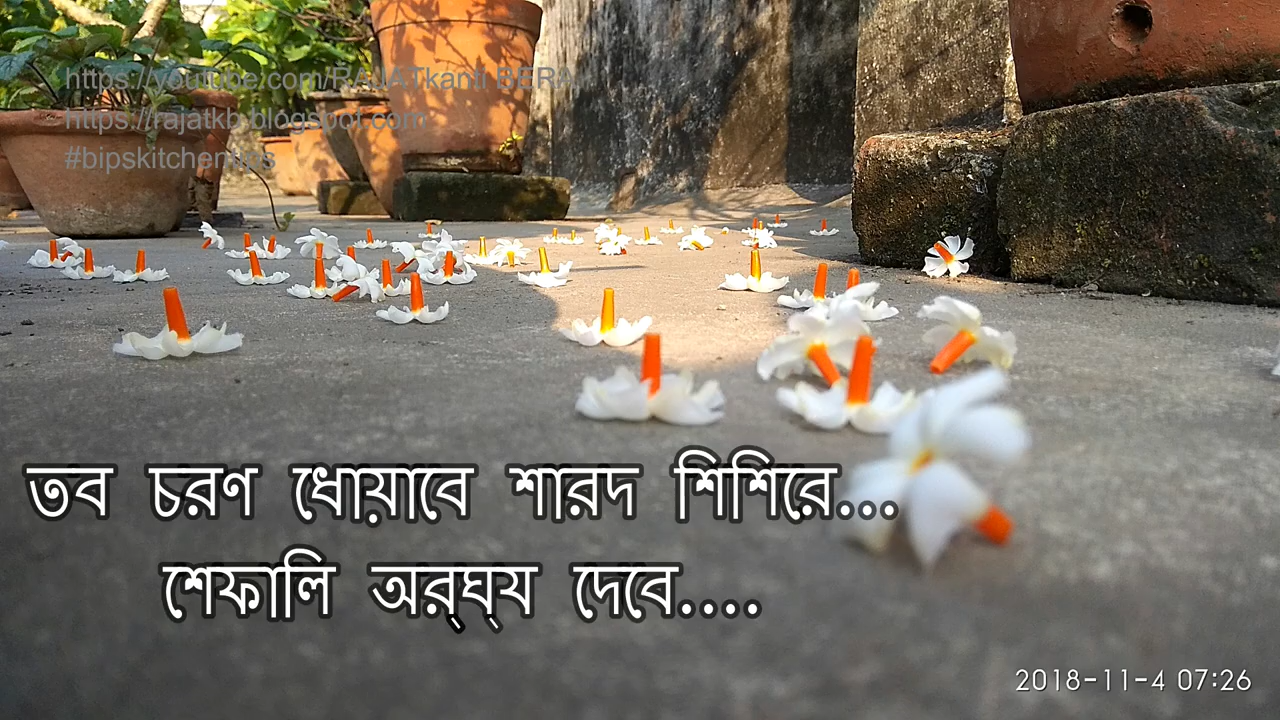 https://youtube.com/RAJATkanti BERA
https://rajatkb.blogspot.com
#bipskitchentips
তব চরণ ধোয়াবে শারদ শিশিরে...
শেফালি অর্‌ঘ্‌য দেবে....
2018-11-4 07:26